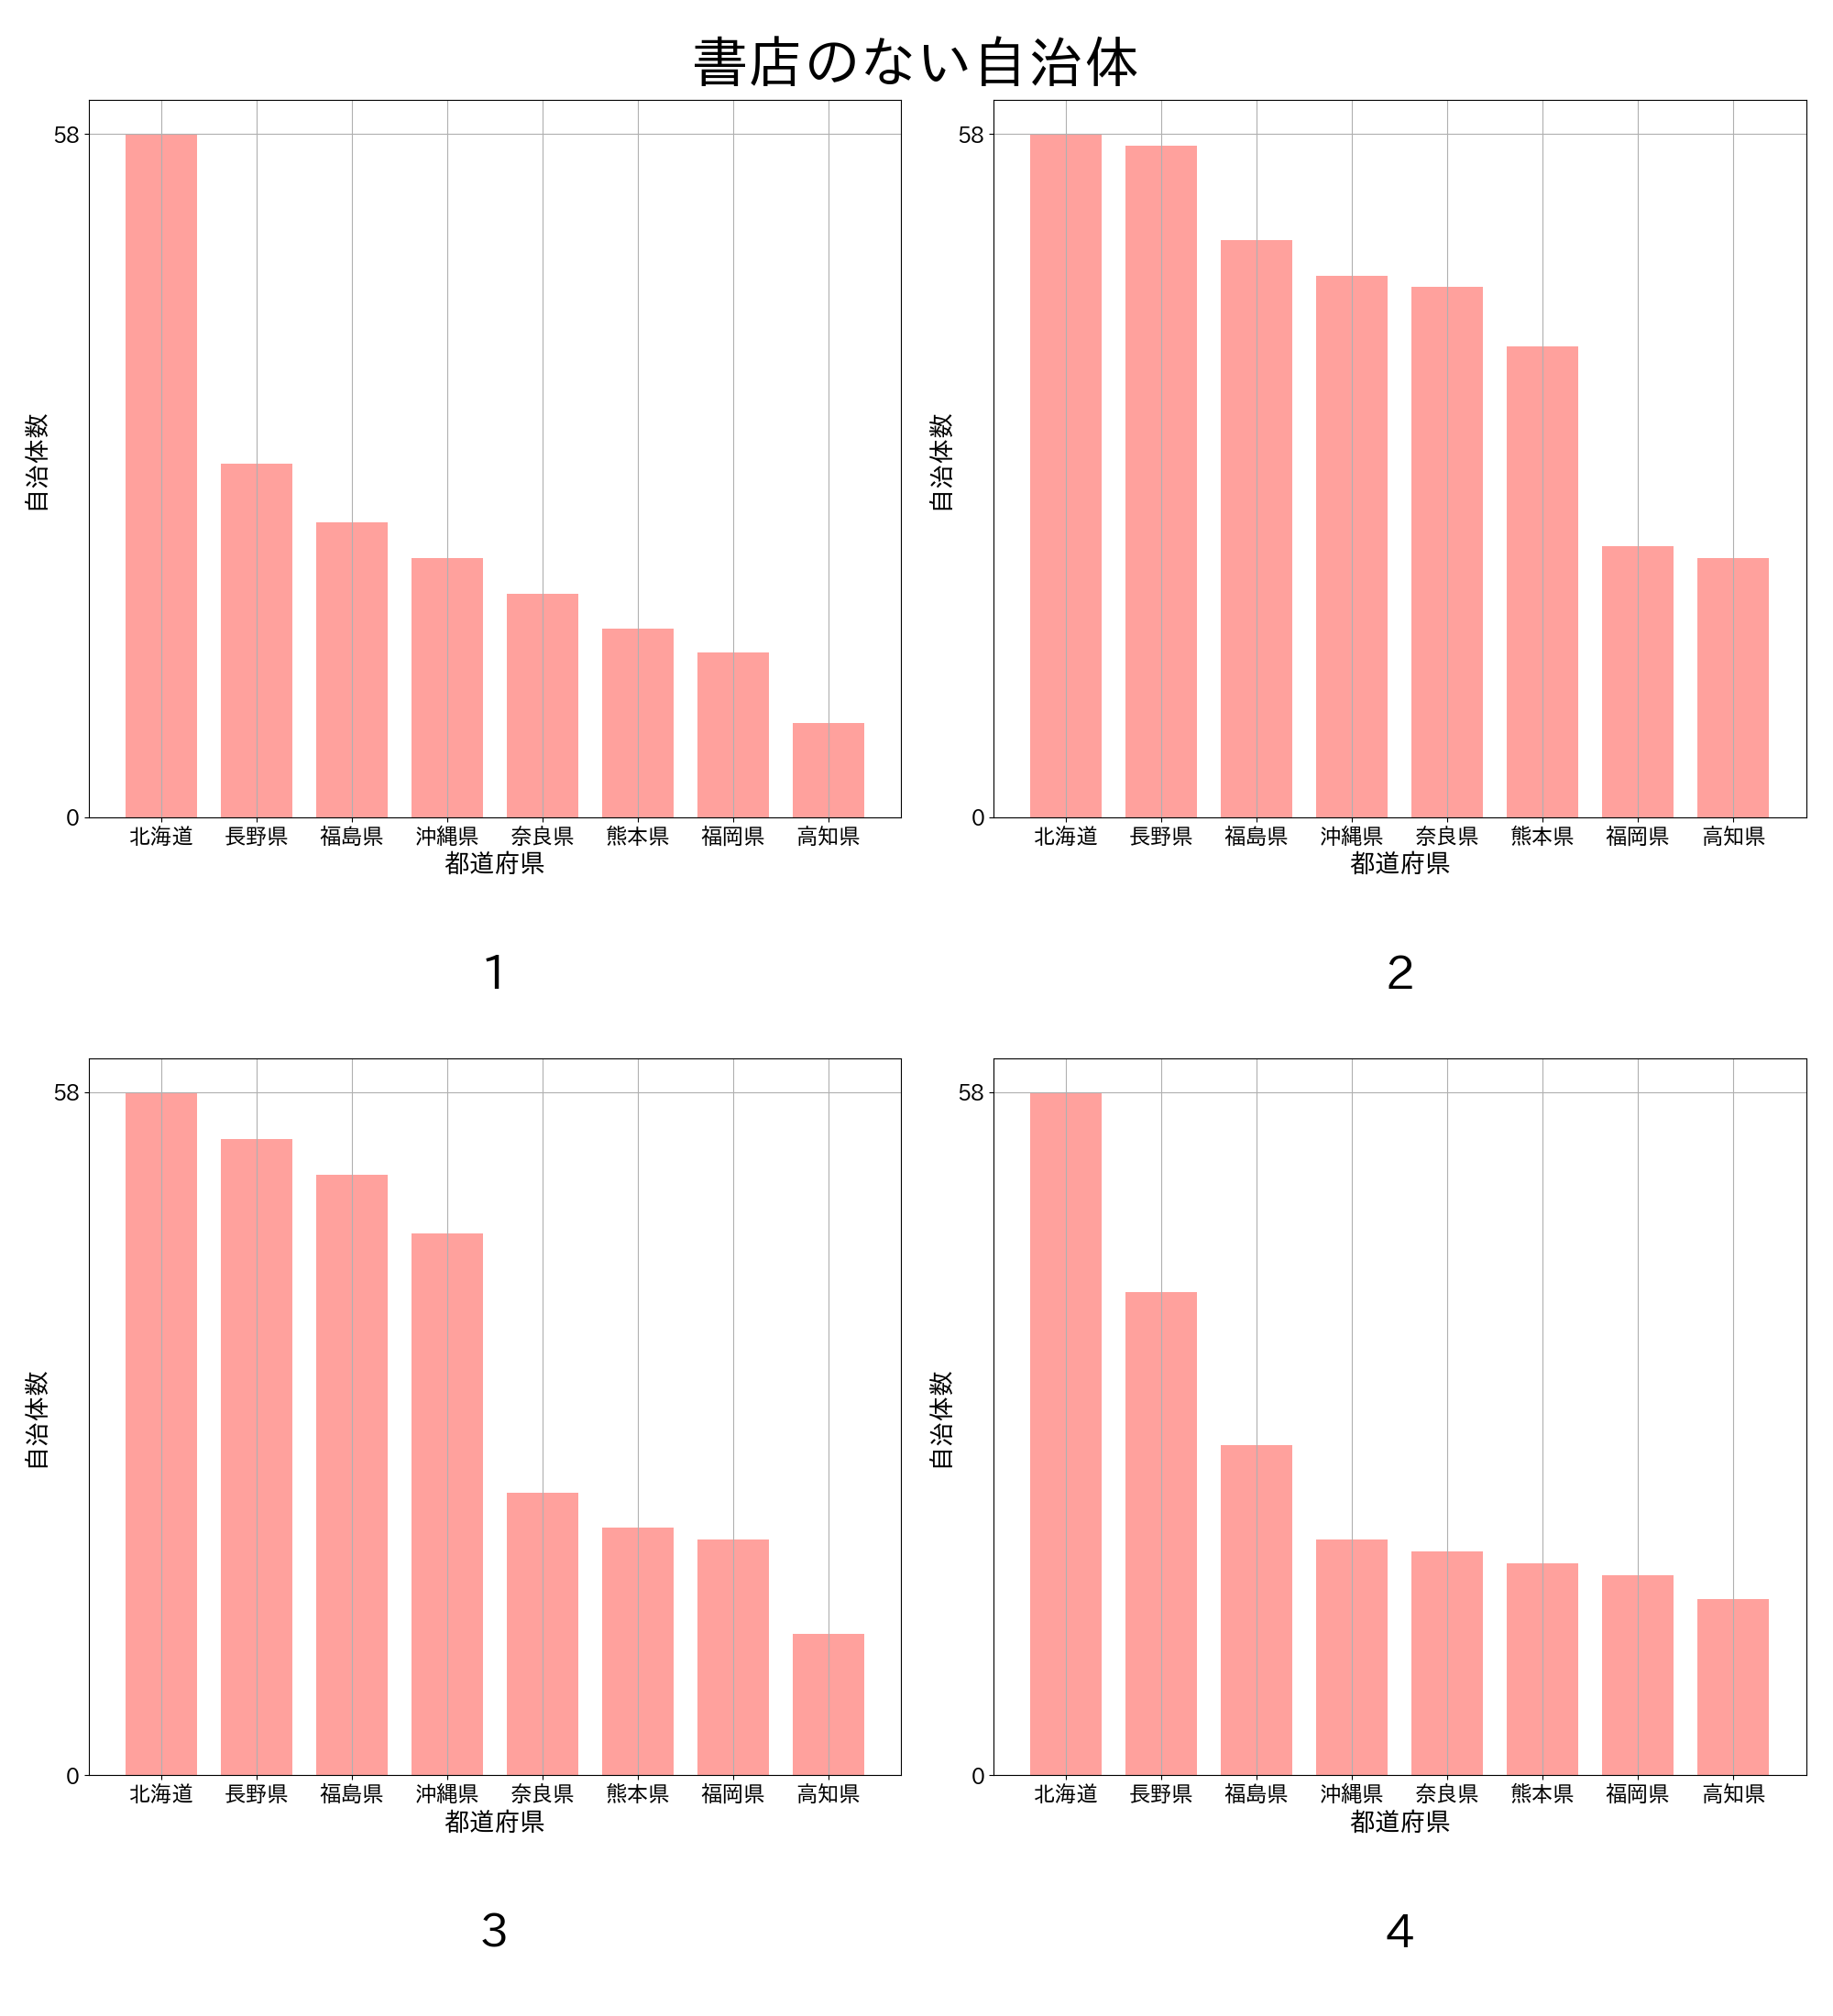 書店のない自治体
58
0
自治体数
北海道 長野県 福島県 沖縄県 奈良県 熊本県 福岡県 高知県
都道府県
1
58
0
自治体数
北海道 長野県 福島県 沖縄県 奈良県 熊本県 福岡県 高知県
都道府県
2
58
0
自治体数
北海道 長野県 福島県 沖縄県 奈良県 熊本県 福岡県 高知県
都道府県
3
58
0
自治体数
北海道 長野県 福島県 沖縄県 奈良県 熊本県 福岡県 高知県
都道府県
4